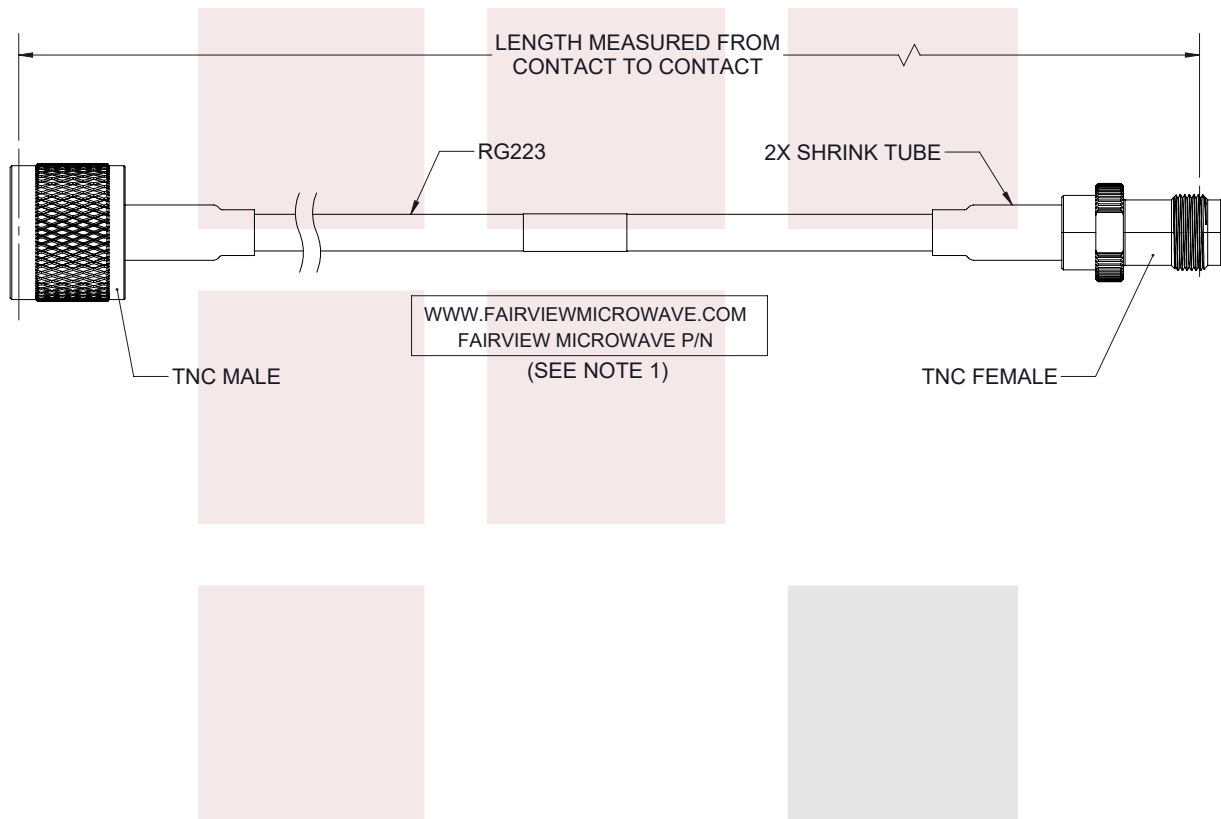 LENGTH MEASURED FROM
CONTACT TO CONTACT
RG223
2X SHRINK TUBE
WWW.FAIRVIEWMICROWAVE.COM
FAIRVIEW MICROWAVE P/N
(SEE NOTE 1)
TNC MALE
TNC FEMALE